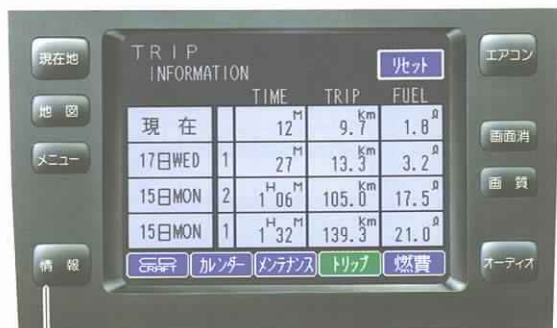 現在地
地図
メニュー
情報
TRIP
INFORMATION
リセット
TIME TRIP FUEL
現在 12M 9.7Km 1.8ℓ
17日WED 1 27M 13.3Km 3.2ℓ
15日MON 2 1H06M 105.0Km 17.5ℓ
15日MON 1 1H32M 139.3Km 21.0ℓ
カレンダー メンテナンス トリップ 燃費
エアコン
画面消
画質
オーディオ